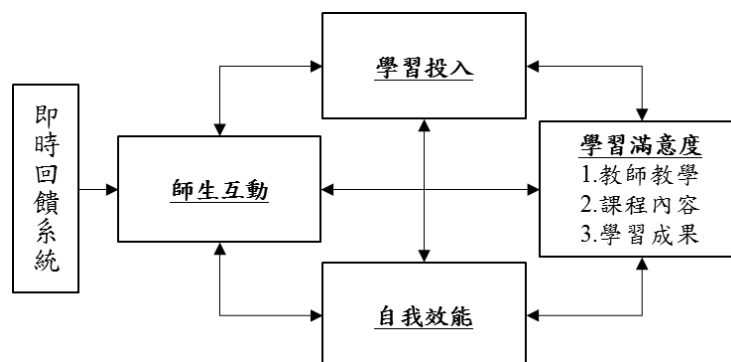 即時回饋系統
學習投入
師生互動
學習滿意度
1.教師教學
2.課程內容
3.學習成果
自我效能